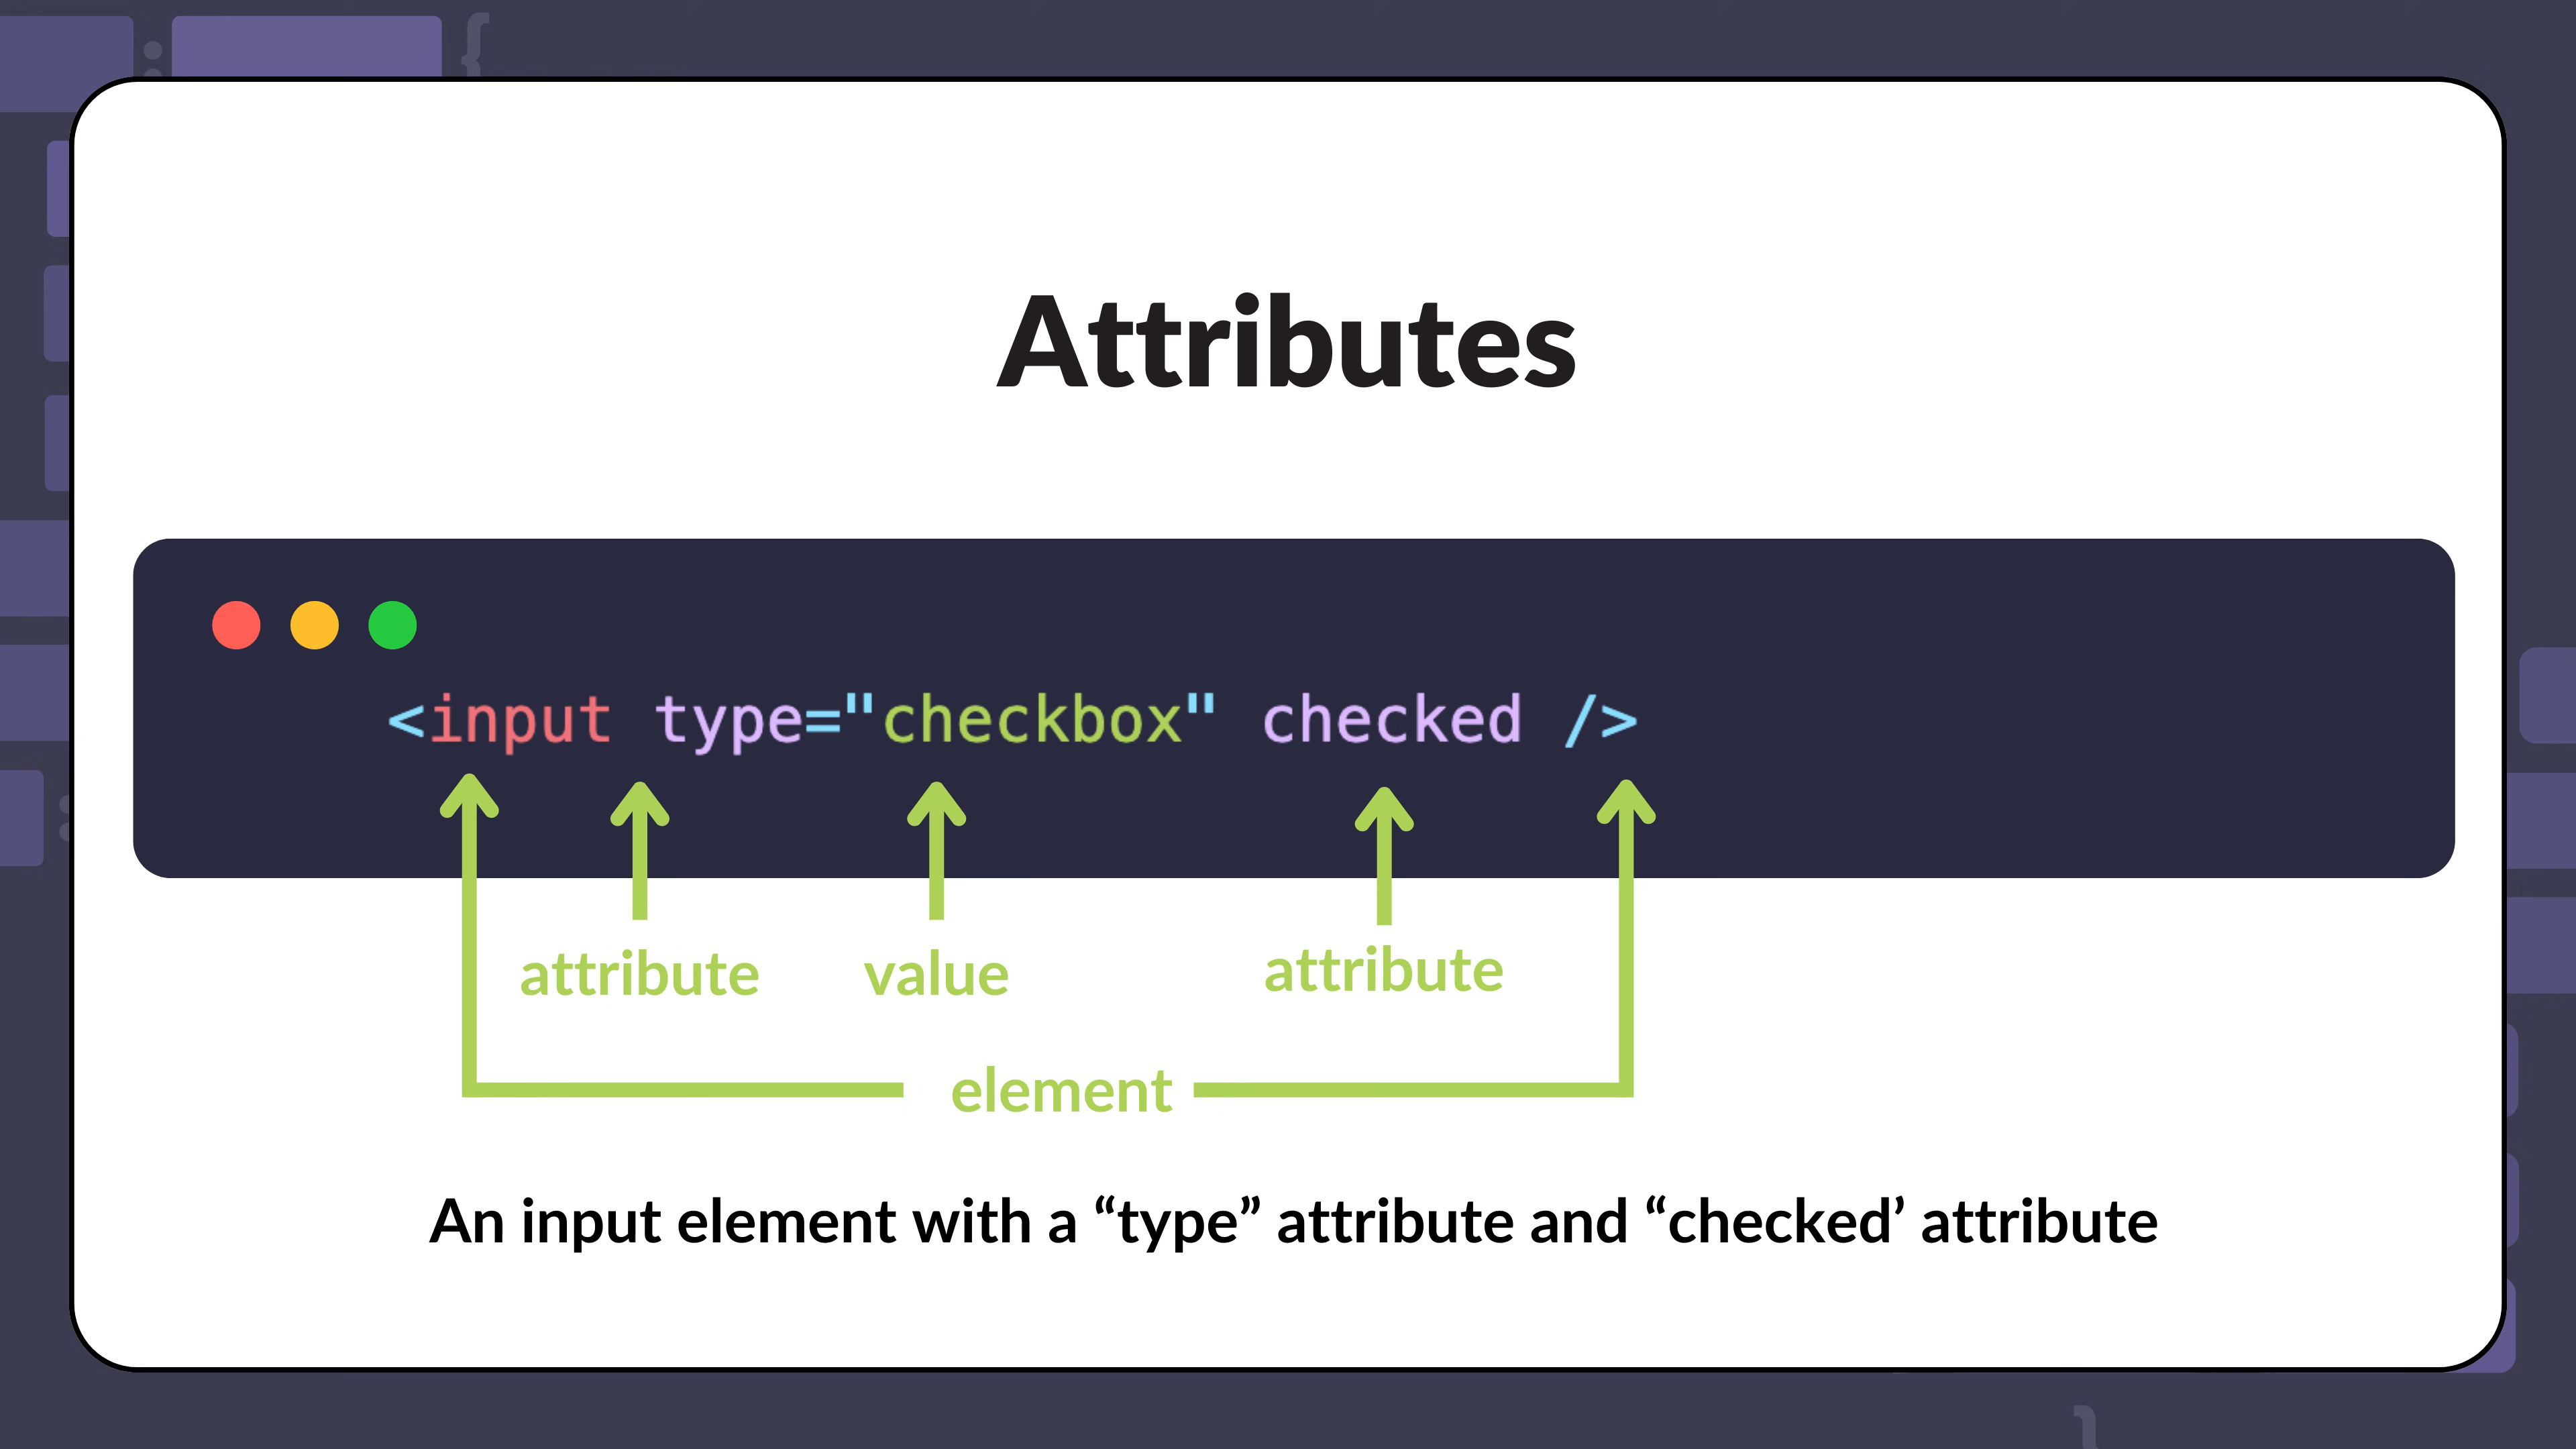 Attributes
<input type="checkbox" checked />
attribute value attribute
element
An input element with a “type” attribute and “checked’ attribute